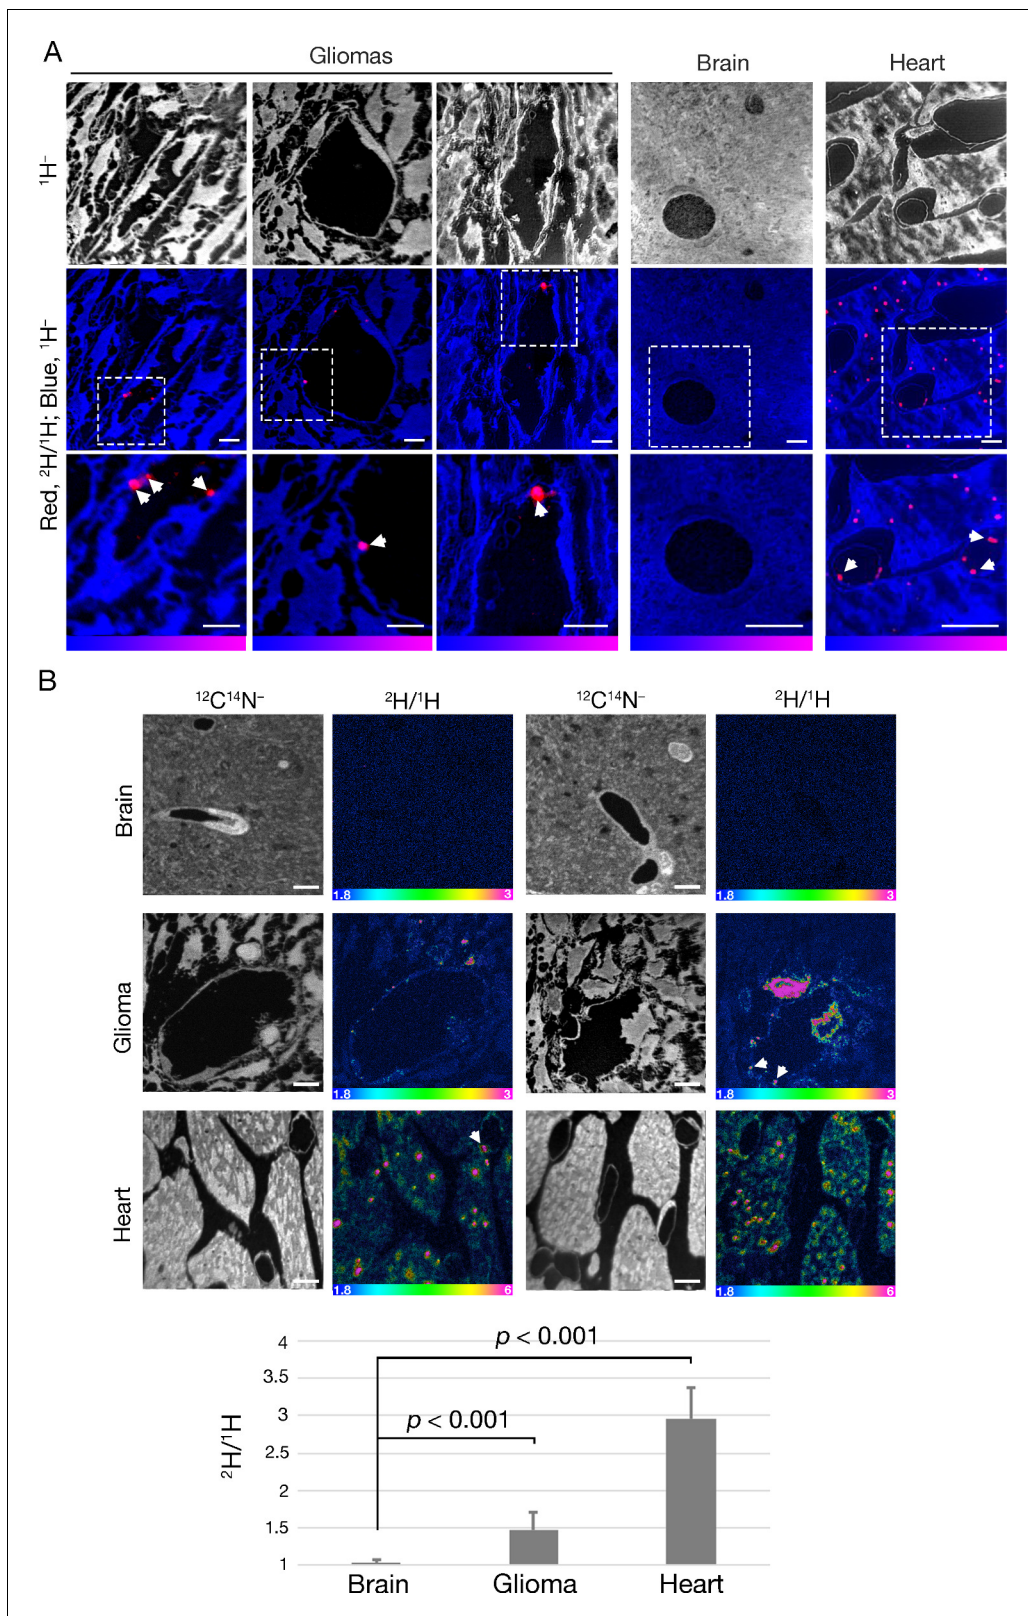 A
Gliomas
Brain
Heart
¹H⁻
Red, ²H/¹H; Blue, ¹H⁻
B
¹²C¹⁴N⁻
²H/¹H
¹²C¹⁴N⁻
²H/¹H
Brain
1.8 3
1.8 3
Glioma
1.8 3
1.8 3
Heart
1.8 6
1.8 6
4
3.5
3
2.5
2
1.5
1
²H/¹H
p < 0.001
p < 0.001
Brain
Glioma
Heart